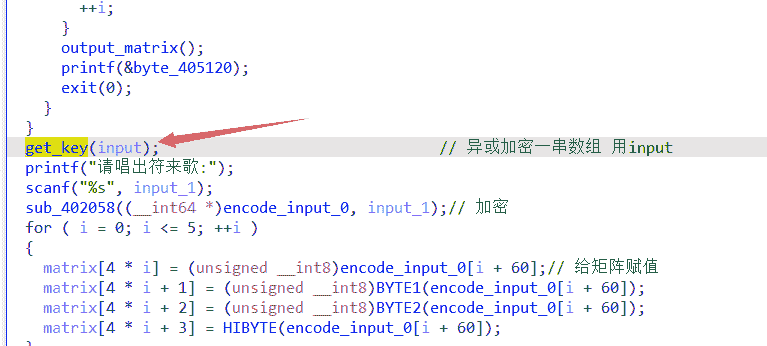 ++i;
}
output_matrix();
printf(&byte_405120);
exit(0);
}
}
get_key(input); // 异或加密一串数组 用input
printf("请唱出符来歌:");
scanf("%s", input_1);
sub_402058((__int64 *)encode_input_0, input_1);// 加密
for ( i = 0; i <= 5; ++i )
{
matrix[4 * i] = (unsigned __int8)encode_input_0[i + 60];// 给矩阵赋值
matrix[4 * i + 1] = (unsigned __int8)BYTE1(encode_input_0[i + 60]);
matrix[4 * i + 2] = (unsigned __int8)BYTE2(encode_input_0[i + 60]);
matrix[4 * i + 3] = HIBYTE(encode_input_0[i + 60]);